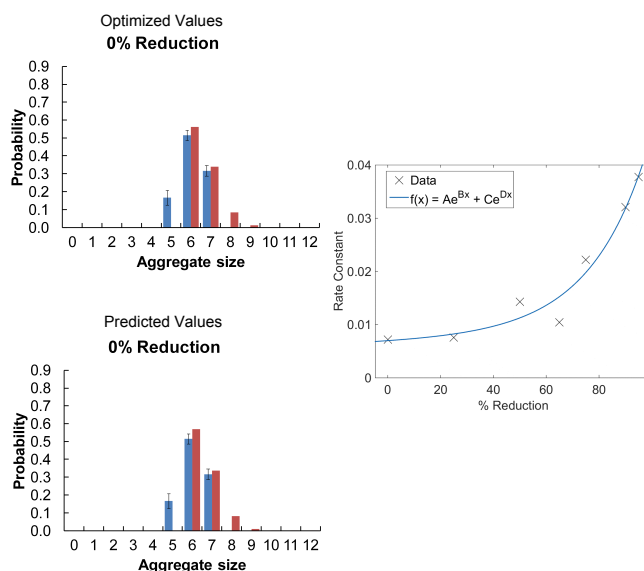 Optimized Values
0% Reduction
0.9
0.8
0.7
0.6
0.5
0.4
0.3
0.2
0.1
0.0
Probability
0 1 2 3 4 5 6 7 8 9 10 11 12
Aggregate size
Predicted Values
0% Reduction
0.9
0.8
0.7
0.6
0.5
0.4
0.3
0.2
0.1
0.0
Probability
0 1 2 3 4 5 6 7 8 9 10 11 12
Aggregate size
0.04
0.03
0.02
0.01
0
Rate Constant
Data
f(x) = Ae^Bx + Ce^Dx
0 20 40 60 80
% Reduction